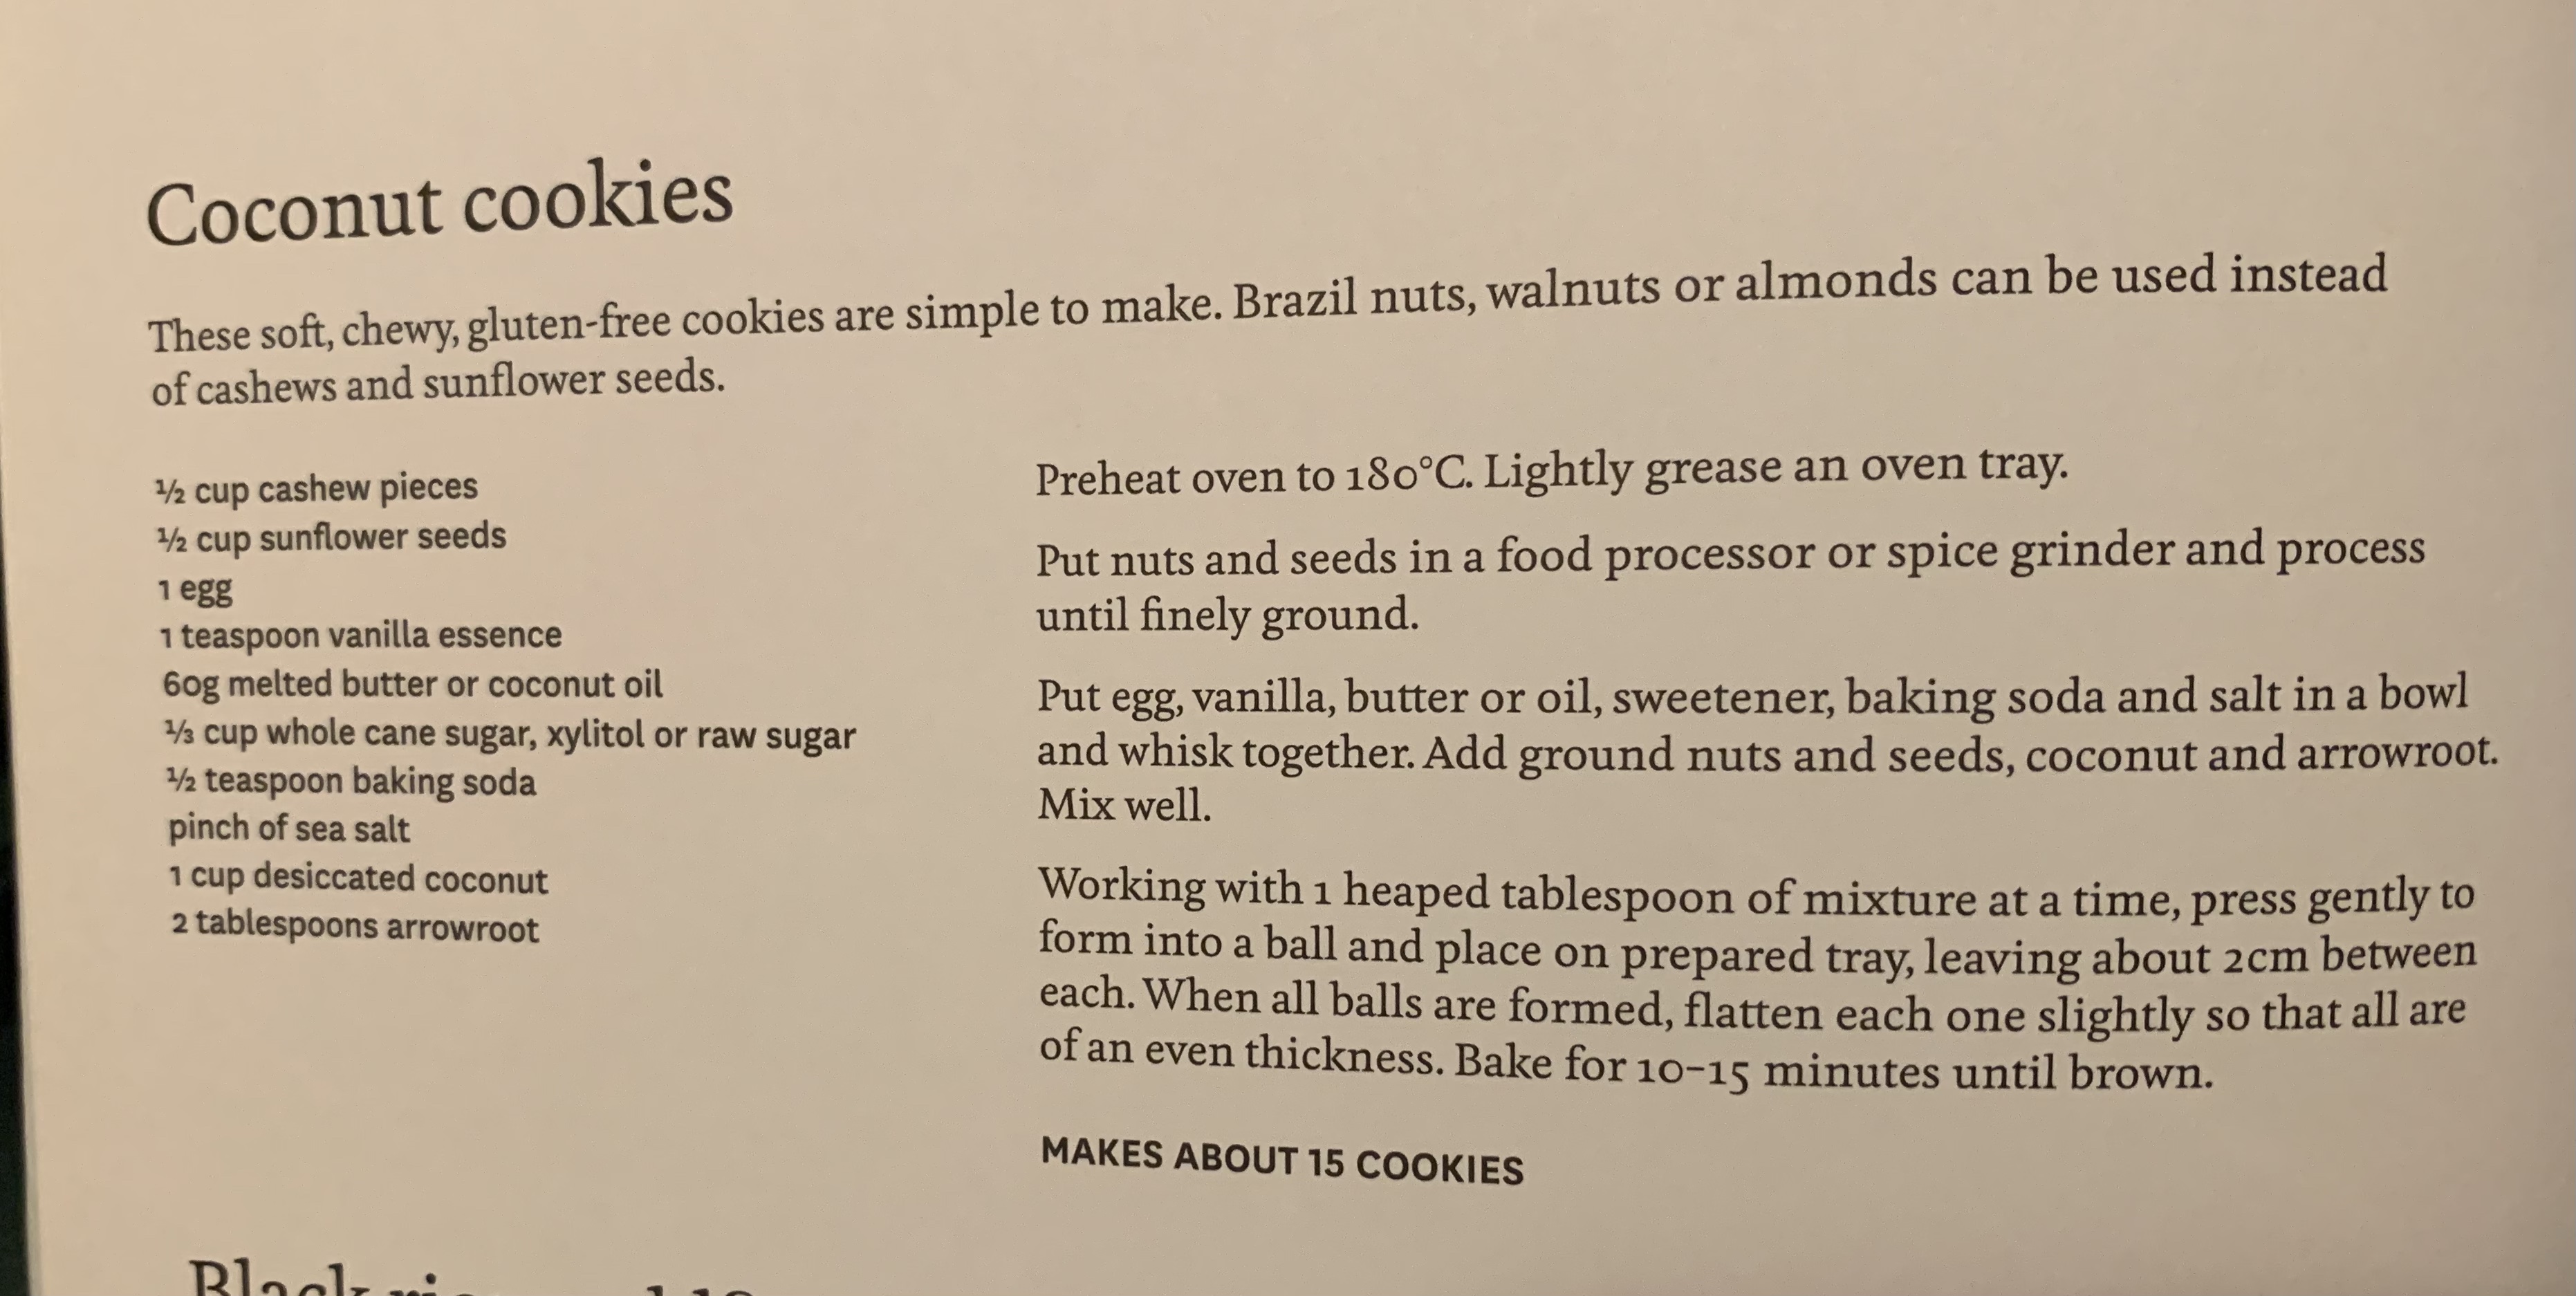 Coconut cookies
These soft, chewy, gluten-free cookies are simple to make. Brazil nuts, walnuts or almonds can be used instead
of cashews and sunflower seeds.
½ cup cashew pieces
½ cup sunflower seeds
1 egg
1 teaspoon vanilla essence
60g melted butter or coconut oil
⅓ cup whole cane sugar, xylitol or raw sugar
½ teaspoon baking soda
pinch of sea salt
1 cup desiccated coconut
2 tablespoons arrowroot
Preheat oven to 180°C. Lightly grease an oven tray.
Put nuts and seeds in a food processor or spice grinder and process
until finely ground.
Put egg, vanilla, butter or oil, sweetener, baking soda and salt in a bowl
and whisk together. Add ground nuts and seeds, coconut and arrowroot.
Mix well.
Working with 1 heaped tablespoon of mixture at a time, press gently to
form into a ball and place on prepared tray, leaving about 2cm between
each. When all balls are formed, flatten each one slightly so that all are
of an even thickness. Bake for 10–15 minutes until brown.
MAKES ABOUT 15 COOKIES
Black